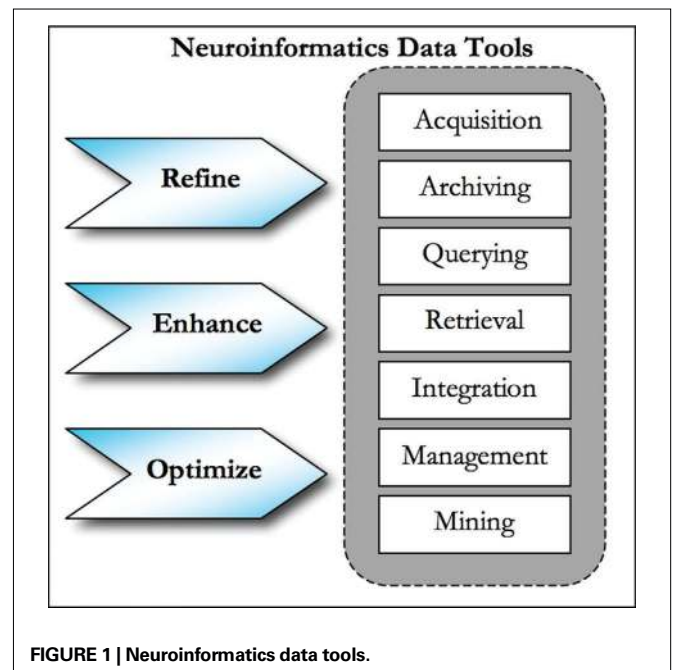 Neuroinformatics Data Tools
Refine
Enhance
Optimize
Acquisition
Archiving
Querying
Retrieval
Integration
Management
Mining
FIGURE 1 | Neuroinformatics data tools.